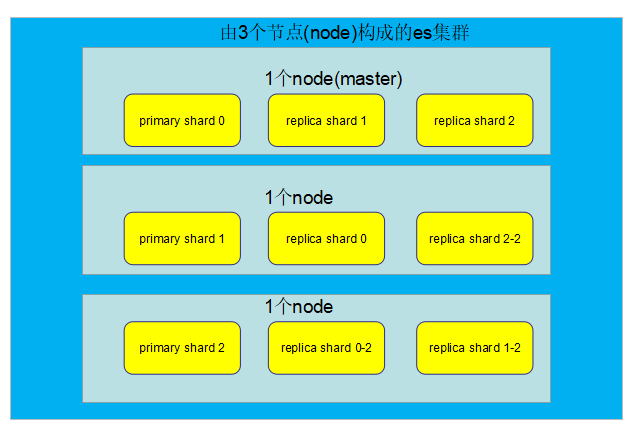 由3个节点(node)构成的es集群
1个node(master)
primary shard 0
replica shard 1
replica shard 2
1个node
primary shard 1
replica shard 0
replica shard 2-2
1个node
primary shard 2
replica shard 0-2
replica shard 1-2